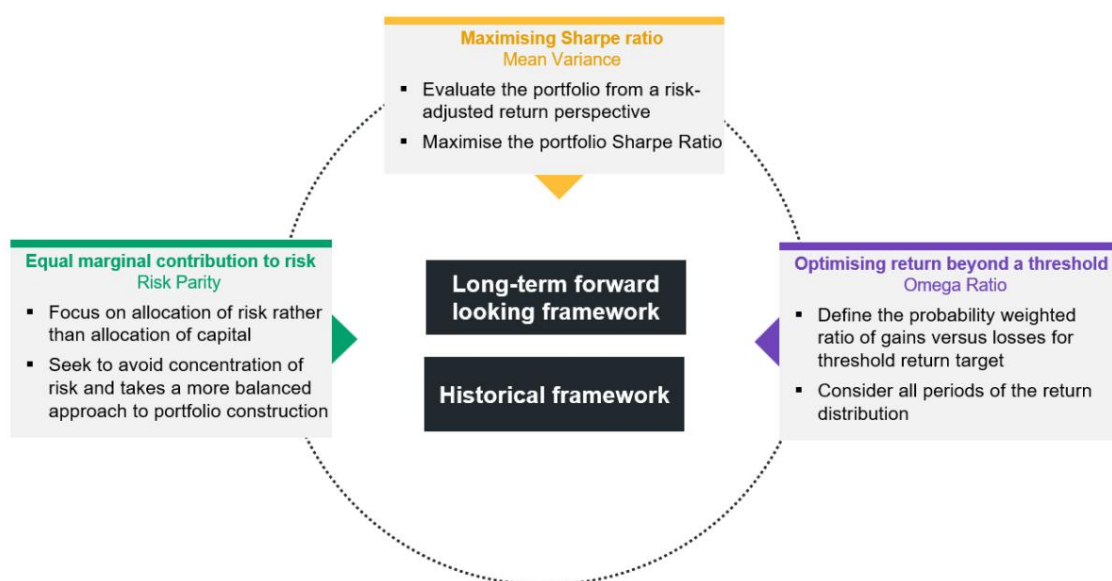 Maximising Sharpe ratio
Mean Variance
▪ Evaluate the portfolio from a risk-
adjusted return perspective
▪ Maximise the portfolio Sharpe Ratio
Equal marginal contribution to risk
Risk Parity
▪ Focus on allocation of risk rather
than allocation of capital
▪ Seek to avoid concentration of
risk and takes a more balanced
approach to portfolio construction
Long-term forward
looking framework
Historical framework
Optimising return beyond a threshold
Omega Ratio
▪ Define the probability weighted
ratio of gains versus losses for
threshold return target
▪ Consider all periods of the return
distribution